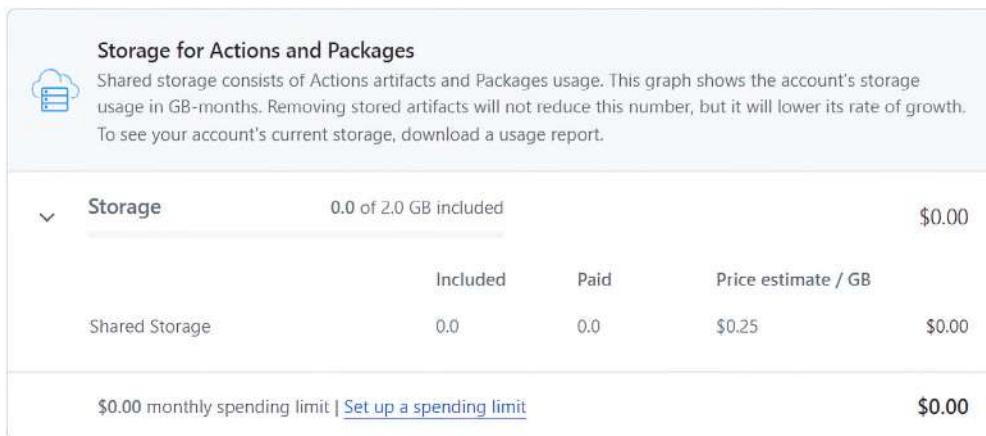 Storage for Actions and Packages
Shared storage consists of Actions artifacts and Packages usage. This graph shows the account's storage
usage in GB-months. Removing stored artifacts will not reduce this number, but it will lower its rate of growth.
To see your account's current storage, download a usage report.
Storage 0.0 of 2.0 GB included $0.00
Included Paid Price estimate / GB
Shared Storage 0.0 0.0 $0.25 $0.00
$0.00 monthly spending limit | Set up a spending limit $0.00